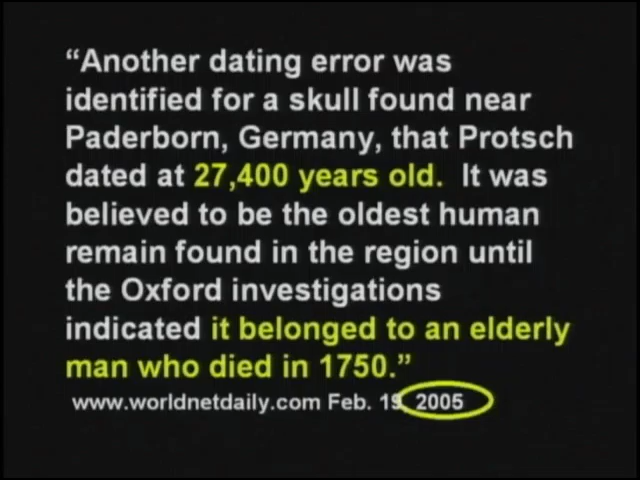 “Another dating error was
identified for a skull found near
Paderborn, Germany, that Protsch
dated at 27,400 years old.  It was
believed to be the oldest human
remain found in the region until
the Oxford investigations
indicated it belonged to an elderly
man who died in 1750.”
www.worldnetdaily.com Feb. 19, 2005